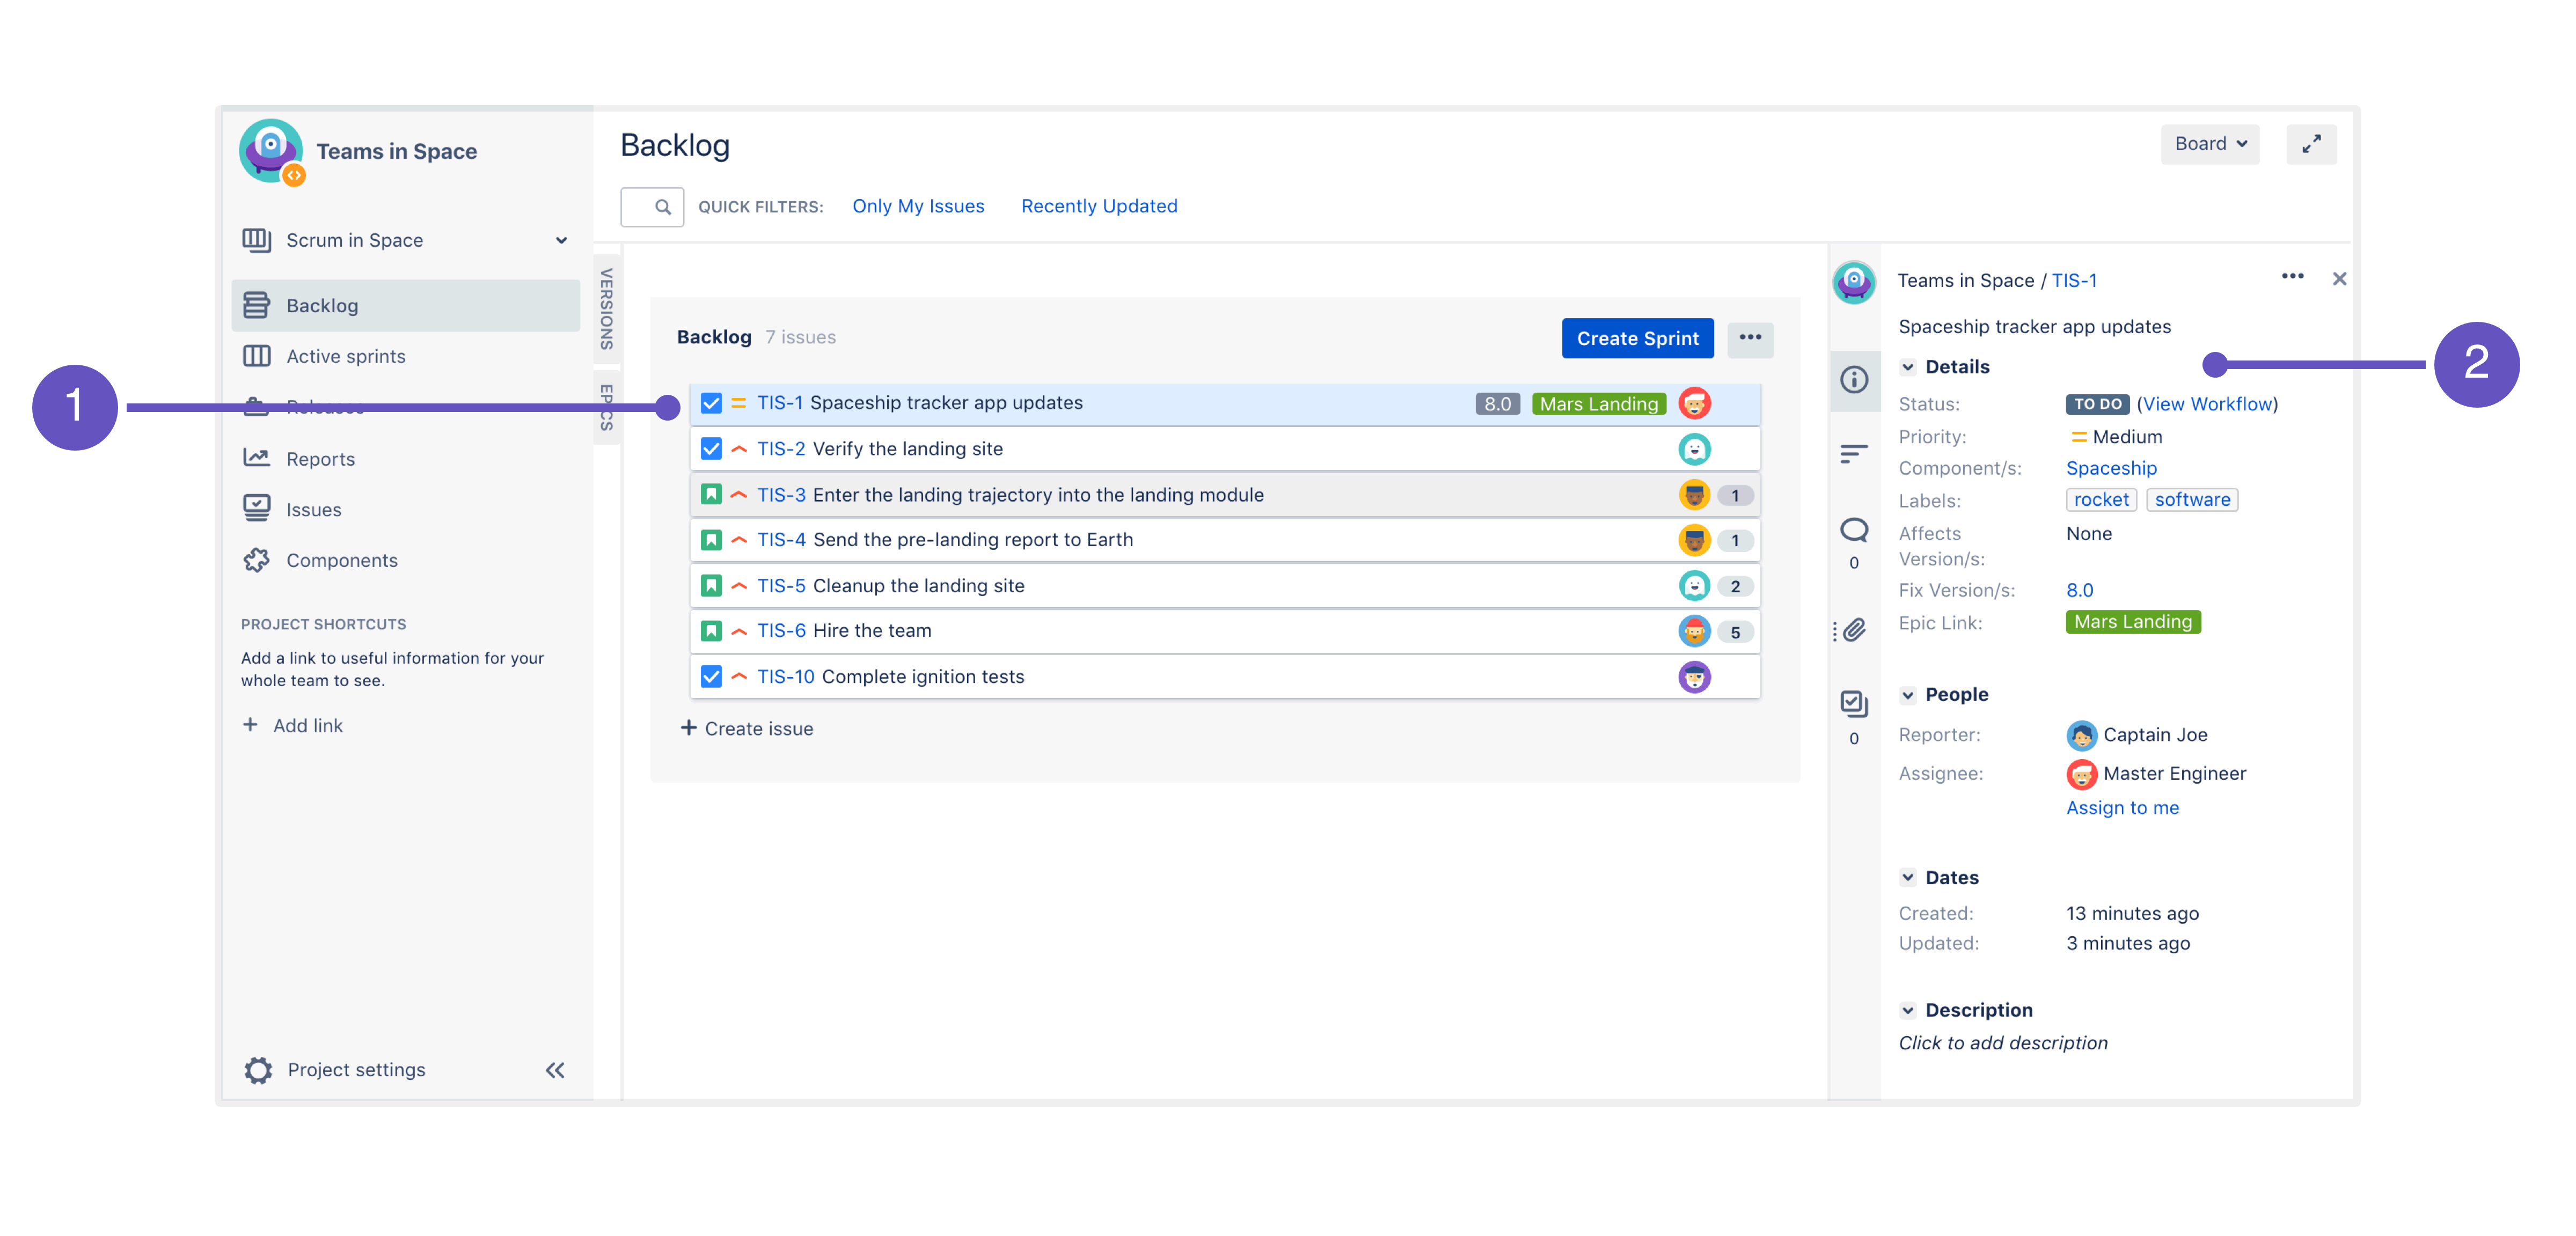 Teams in Space
Scrum in Space
Backlog
Active sprints
Releases
Reports
Issues
Components
PROJECT SHORTCUTS
Add a link to useful information for your
whole team to see.
+ Add link
Project settings
1
Backlog
Board
QUICK FILTERS: Only My Issues Recently Updated
VERSIONS
EPICS
Backlog 7 issues
Create Sprint
TIS-1 Spaceship tracker app updates 8.0 Mars Landing
TIS-2 Verify the landing site
TIS-3 Enter the landing trajectory into the landing module 1
TIS-4 Send the pre-landing report to Earth 1
TIS-5 Cleanup the landing site 2
TIS-6 Hire the team 5
TIS-10 Complete ignition tests
+ Create issue
0
0
Teams in Space / TIS-1
Spaceship tracker app updates
Details
Status: TO DO (View Workflow)
Priority: Medium
Component/s: Spaceship
Labels: rocket software
Affects None
Version/s:
Fix Version/s: 8.0
Epic Link: Mars Landing
People
Reporter: Captain Joe
Assignee: Master Engineer
Assign to me
Dates
Created: 13 minutes ago
Updated: 3 minutes ago
Description
Click to add description
2